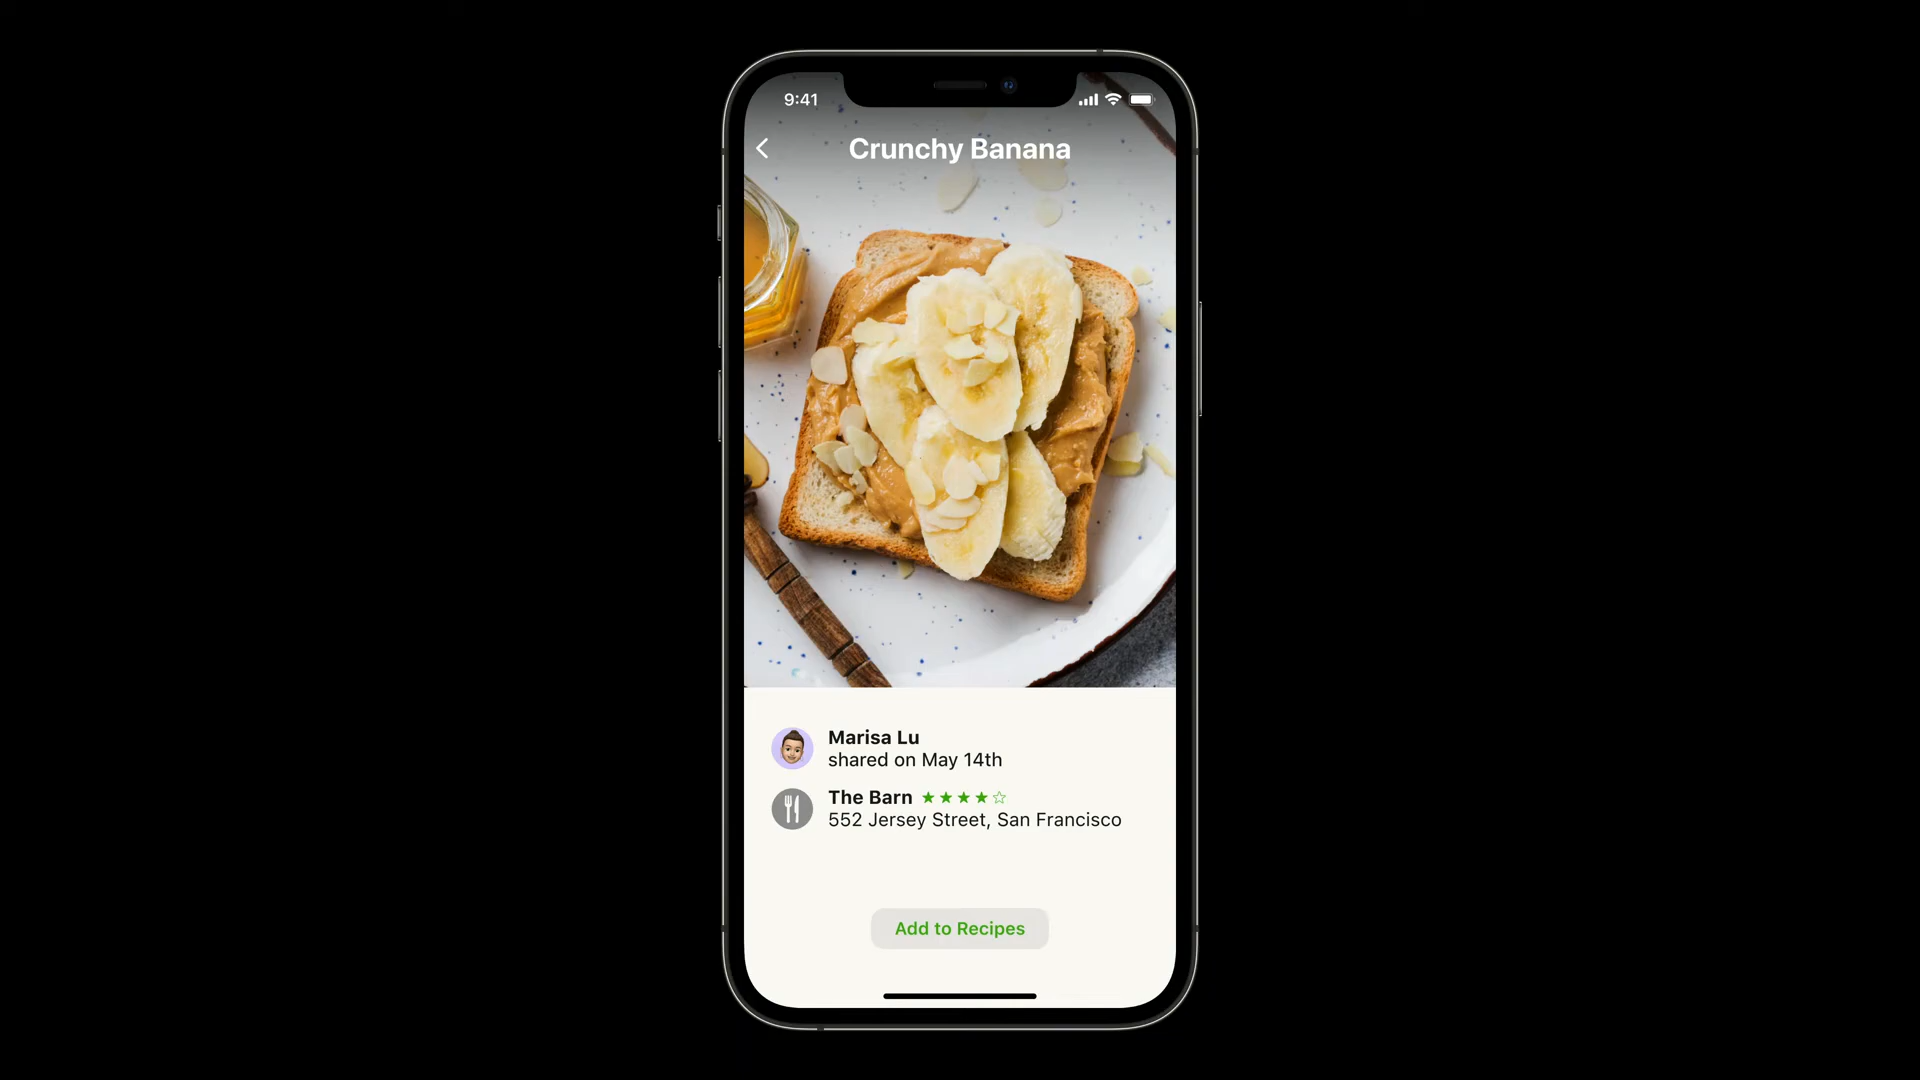 9:41
Crunchy Banana
Marisa Lu
shared on May 14th
The Barn ★★★★☆
552 Jersey Street, San Francisco
Add to Recipes